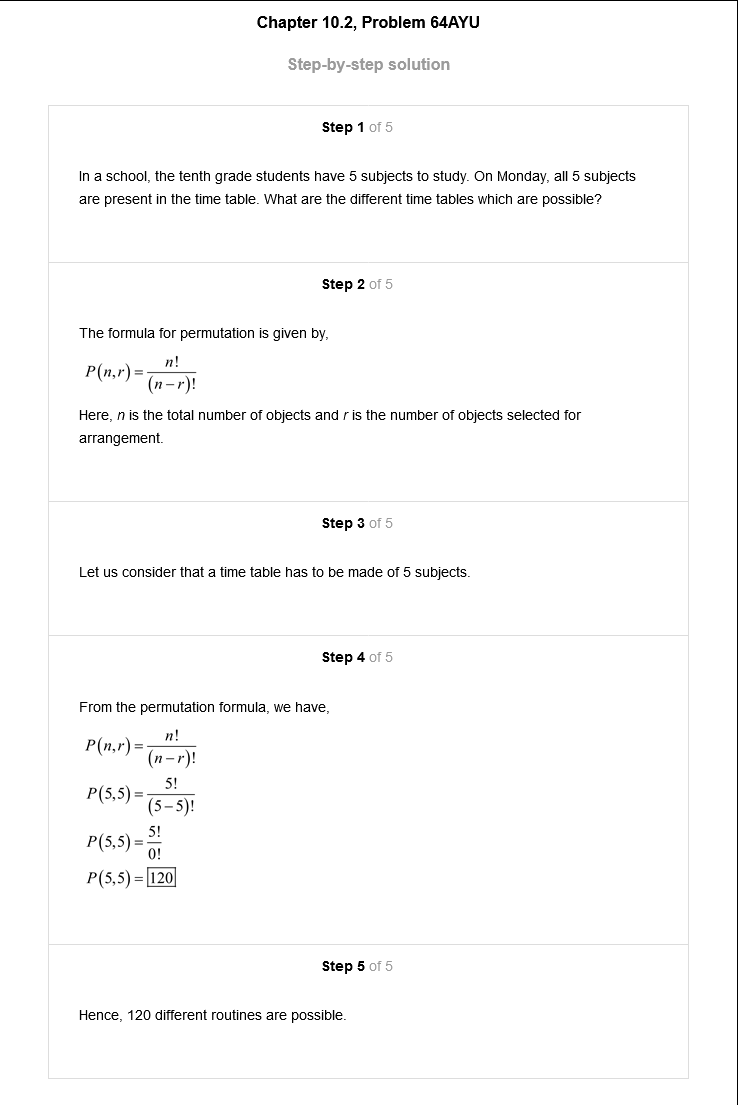 Chapter 10.2, Problem 64AYU
Step-by-step solution
Step 1 of 5
In a school, the tenth grade students have 5 subjects to study. On Monday, all 5 subjects
are present in the time table. What are the different time tables which are possible?
Step 2 of 5
The formula for permutation is given by,
P(n,r) = n!/(n−r)!
Here, n is the total number of objects and r is the number of objects selected for
arrangement.
Step 3 of 5
Let us consider that a time table has to be made of 5 subjects.
Step 4 of 5
From the permutation formula, we have,
P(n,r) = n!/(n−r)!
P(5,5) = 5!/(5−5)!
P(5,5) = 5!/0!
P(5,5) = 120
Step 5 of 5
Hence, 120 different routines are possible.